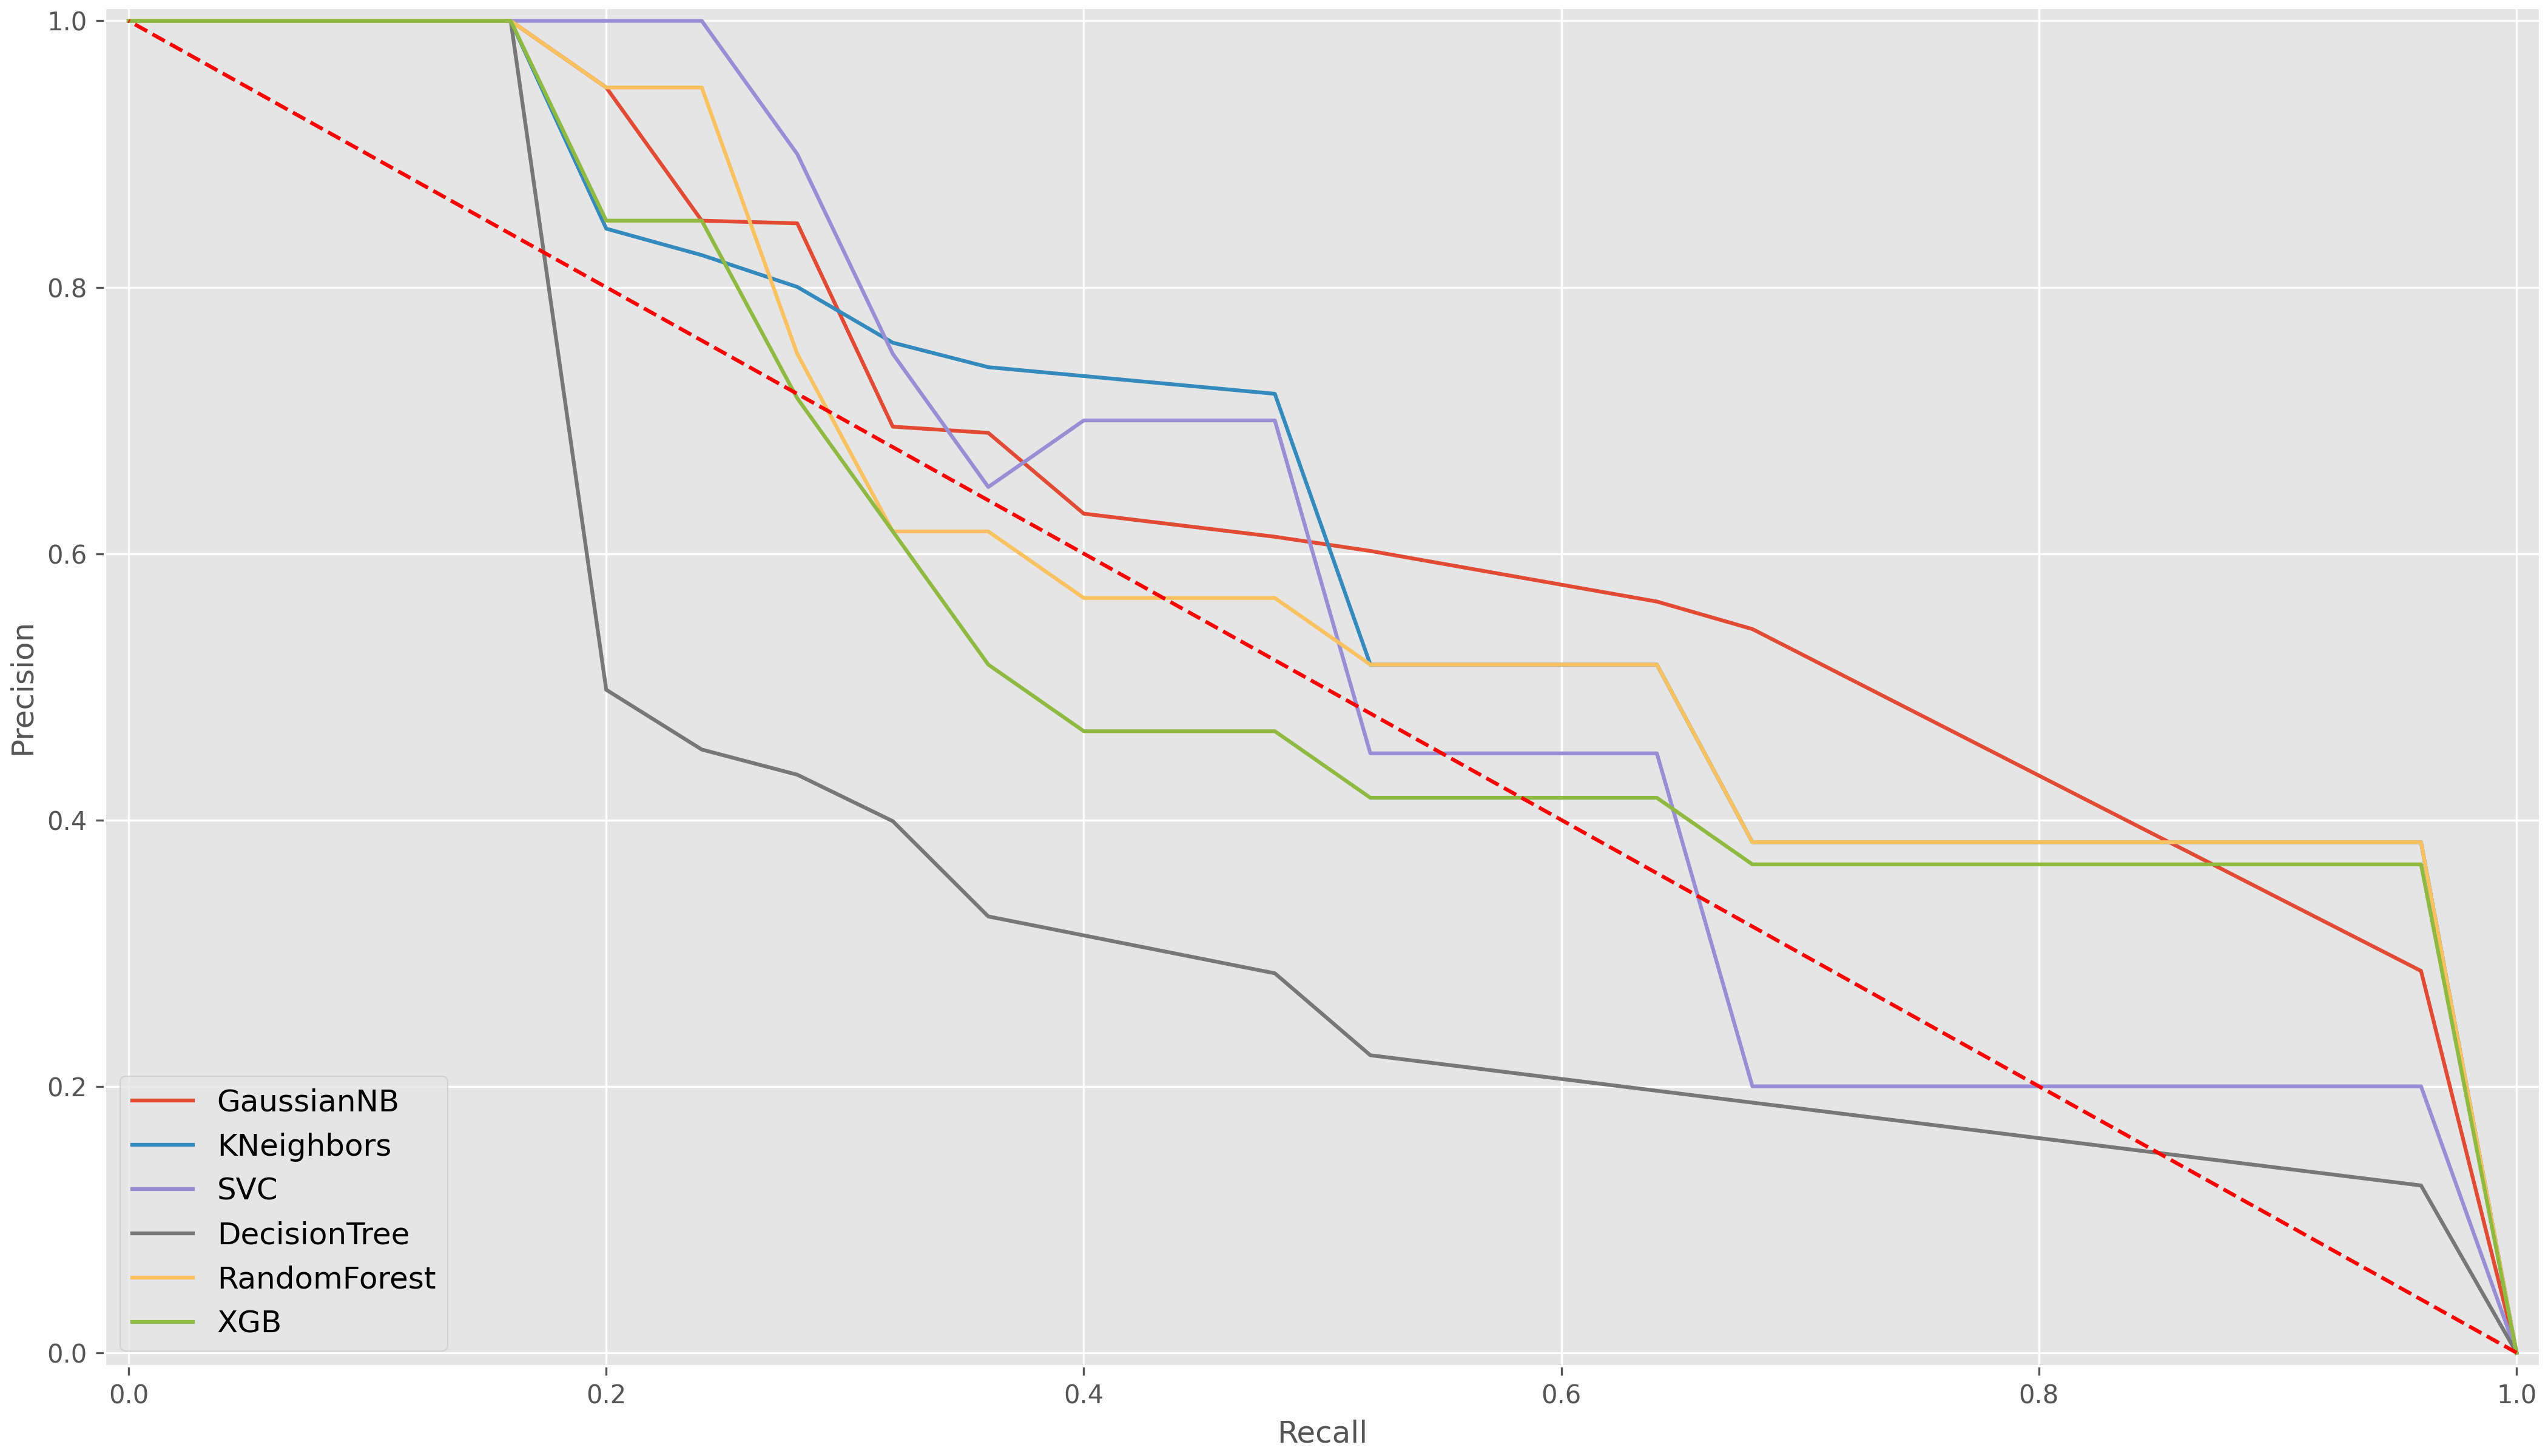 1.0
0.8
0.6
0.4
0.2
0.0
Precision
GaussianNB
KNeighbors
SVC
DecisionTree
RandomForest
XGB
0.0 0.2 0.4 0.6 0.8 1.0
Recall